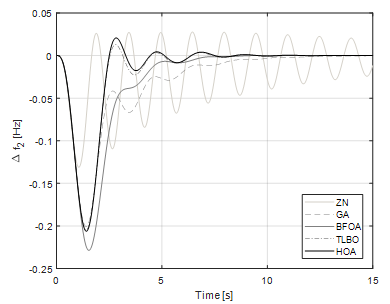 0.05
0
-0.05
-0.1
-0.15
-0.2
-0.25
Δ f2 [Hz]
0 5 10 15
Time [s]
ZN
GA
BFOA
TLBO
HOA